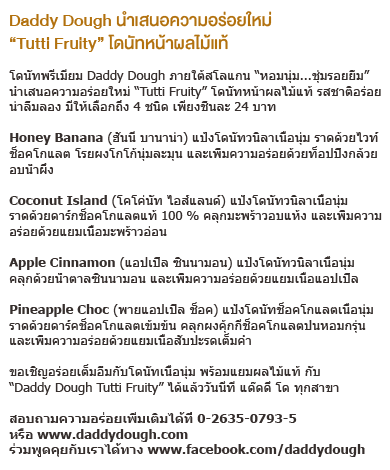 Daddy Dough นำเสนอความอร่อยใหม่
“Tutti Fruity” โดนัทหน้าผลไม้แท้
โดนัทพรีเมียม Daddy Dough ภายใต้สโลแกน “หอมนุ่ม...ชุ่มรอยยิ้ม”
นำเสนอความอร่อยใหม่ “Tutti Fruity” โดนัทหน้าผลไม้แท้ รสชาติอร่อย
น่าลิ้มลอง มีให้เลือกถึง 4 ชนิด เพียงชิ้นละ 24 บาท
Honey Banana (ฮันนี่ บานาน่า) แป้งโดนัทวนิลาเนื้อนุ่ม ราดด้วยไวท์
ช็อคโกแลต โรยผงโกโก้นุ่มละมุน และเพิ่มความอร่อยด้วยท็อปปิ้งกล้วย
อบน้ำผึ้ง
Coconut Island (โคโค่นัท ไอส์แลนด์) แป้งโดนัทวนิลาเนื้อนุ่ม
ราดด้วยดาร์กช็อคโกแลตแท้ 100 % คลุกมะพร้าวอบแห้ง และเพิ่มความ
อร่อยด้วยแยมเนื้อมะพร้าวอ่อน
Apple Cinnamon (แอปเปิ้ล ซินนามอน) แป้งโดนัทวนิลาเนื้อนุ่ม
คลุกด้วยน้ำตาลซินนามอน และเพิ่มความอร่อยด้วยแยมเนื้อแอปเปิ้ล
Pineapple Choc (พายแอปเปิ้ล ช็อค) แป้งโดนัทช็อคโกแลตเนื้อนุ่ม
ราดด้วยดาร์คช็อคโกแลตเข้มข้น คลุกผงคุ้กกี้ช็อคโกแลตป่นหอมกรุ่น
และเพิ่มความอร่อยด้วยแยมเนื้อสับปะรดเต็มคำ
ขอเชิญอร่อยเต็มอิ่มกับโดนัทเนื้อนุ่ม พร้อมแยมผลไม้แท้ กับ
“Daddy Dough Tutti Fruity” ได้แล้ววันนี้ที่ แด๊ดดี้ โด ทุกสาขา
สอบถามความอร่อยเพิ่มเติมได้ที่ 0-2635-0793-5
หรือ www.daddydough.com
ร่วมพูดคุยกับเราได้ทาง www.facebook.com/daddydough